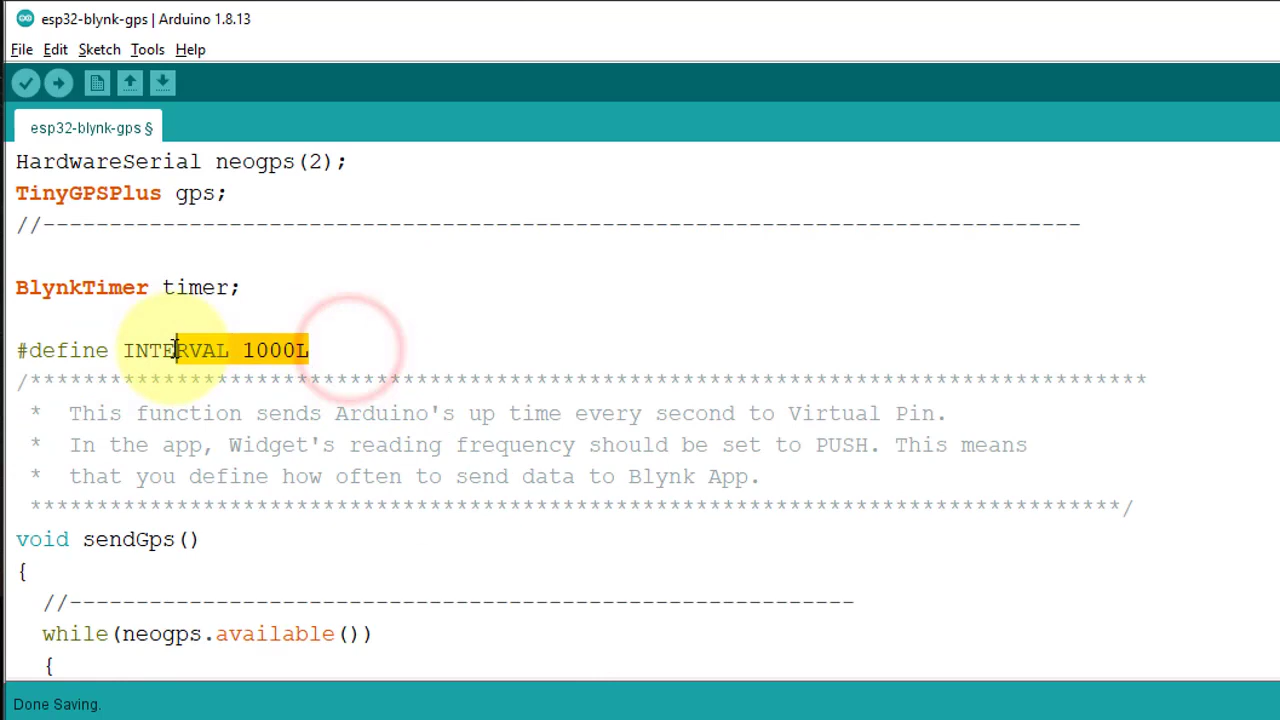 esp32-blynk-gps | Arduino 1.8.13
File Edit Sketch Tools Help
esp32-blynk-gps §
HardwareSerial neogps(2);
TinyGPSPlus gps;
//------------------------------------------------------------------------------
BlynkTimer timer;
#define INTERVAL 1000L
/************************************************************************************
* This function sends Arduino's up time every second to Virtual Pin.
* In the app, Widget's reading frequency should be set to PUSH. This means
* that you define how often to send data to Blynk App.
**********************************************************************************/
void sendGps()
{
//-----------------------------------------------------------
while(neogps.available())
{
Done Saving.